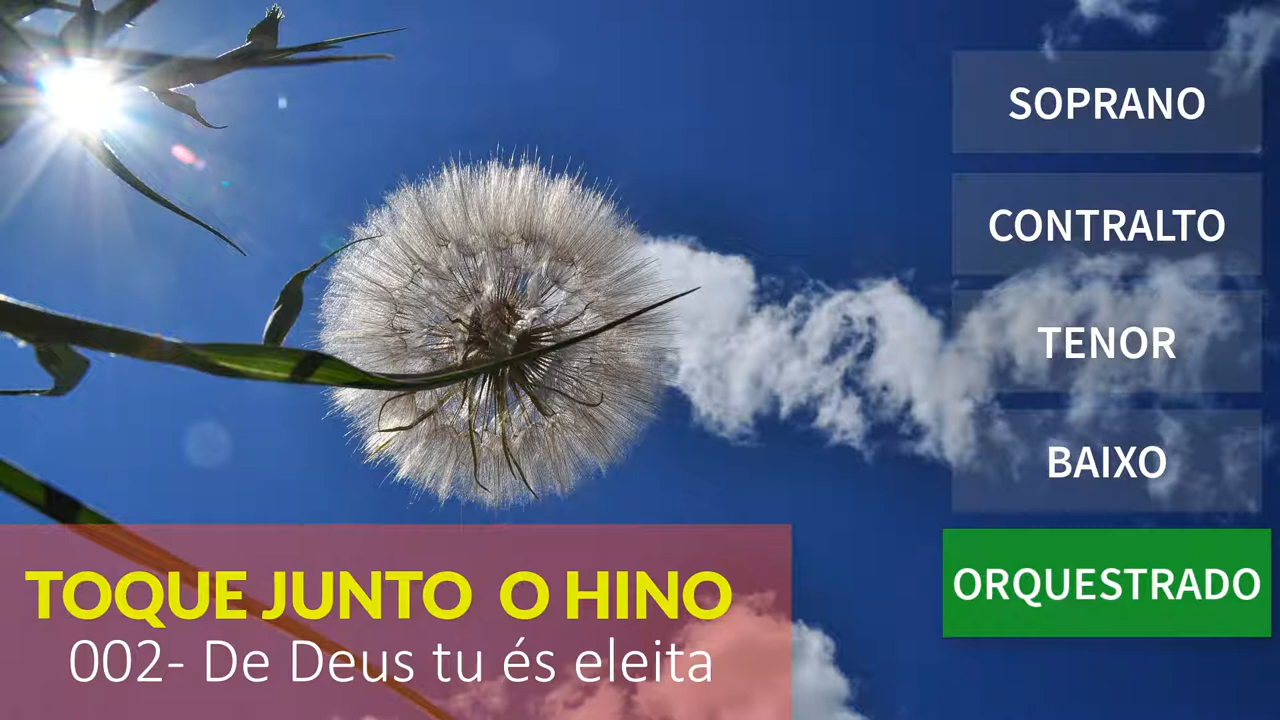 SOPRANO
CONTRALTO
TENOR
BAIXO
ORQUESTRADO
TOQUE JUNTO O HINO
002- De Deus tu és eleita